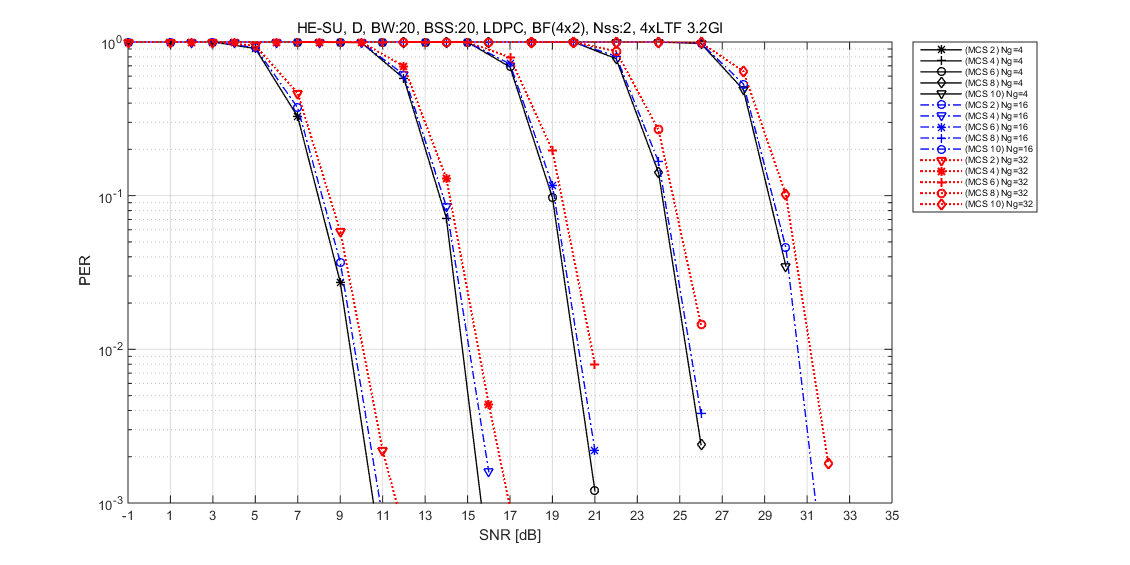 HE-SU, D, BW:20, BSS:20, LDPC, BF(4x2), Nss:2, 4xLTF 3.2GI
10^0
10^-1
10^-2
10^-3
PER
-1 1 3 5 7 9 11 13 15 17 19 21 23 25 27 29 31 33 35
SNR [dB]
(MCS 2) Ng=4
(MCS 4) Ng=4
(MCS 6) Ng=4
(MCS 8) Ng=4
(MCS 10) Ng=4
(MCS 2) Ng=16
(MCS 4) Ng=16
(MCS 6) Ng=16
(MCS 8) Ng=16
(MCS 10) Ng=16
(MCS 2) Ng=32
(MCS 4) Ng=32
(MCS 6) Ng=32
(MCS 8) Ng=32
(MCS 10) Ng=32